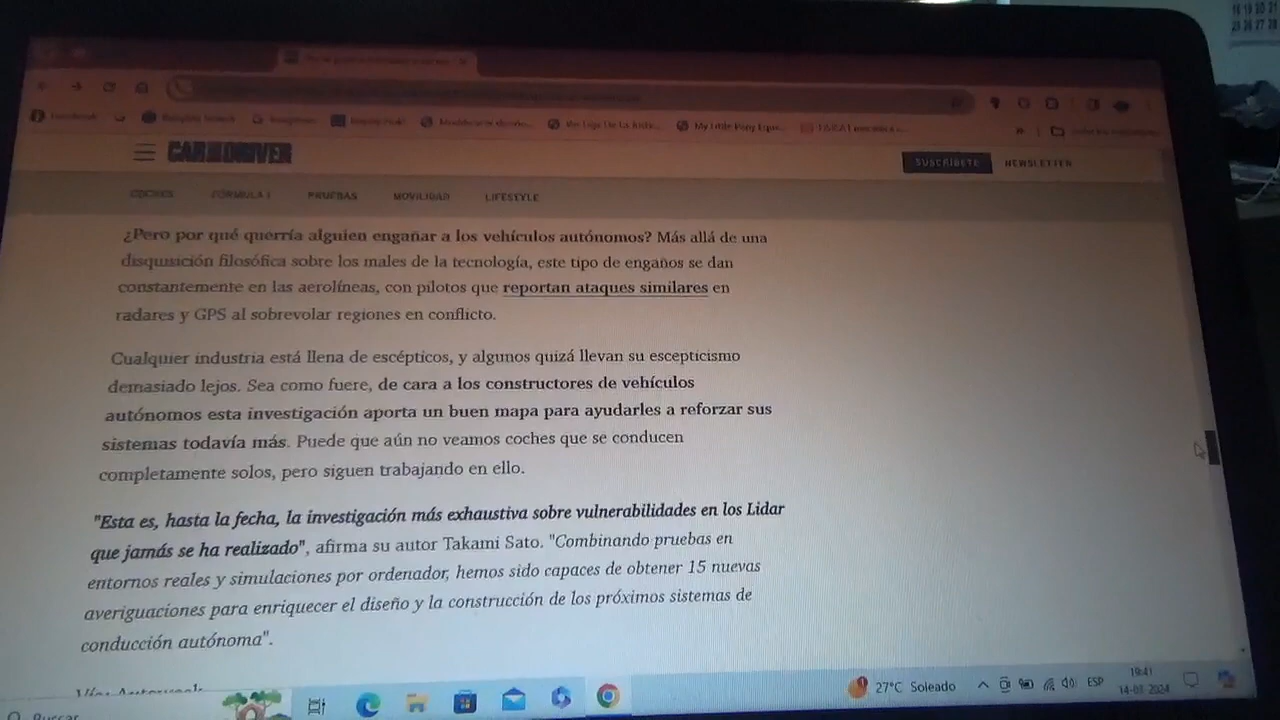 CAR AND DRIVER
SUSCRÍBETE
NEWSLETTER
COCHES FÓRMULA 1 PRUEBAS MOVILIDAD LIFESTYLE
¿Pero por qué querría alguien engañar a los vehículos autónomos? Más allá de una
disquisición filosófica sobre los males de la tecnología, este tipo de engaños se dan
constantemente en las aerolíneas, con pilotos que reportan ataques similares en
radares y GPS al sobrevolar regiones en conflicto.
Cualquier industria está llena de escépticos, y algunos quizá llevan su escepticismo
demasiado lejos. Sea como fuere, de cara a los constructores de vehículos
autónomos esta investigación aporta un buen mapa para ayudarles a reforzar sus
sistemas todavía más. Puede que aún no veamos coches que se conducen
completamente solos, pero siguen trabajando en ello.
"Esta es, hasta la fecha, la investigación más exhaustiva sobre vulnerabilidades en los Lidar
que jamás se ha realizado", afirma su autor Takami Sato. "Combinando pruebas en
entornos reales y simulaciones por ordenador, hemos sido capaces de obtener 15 nuevas
averiguaciones para enriquecer el diseño y la construcción de los próximos sistemas de
conducción autónoma".
Buscar
27°C Soleado
ESP
19:41